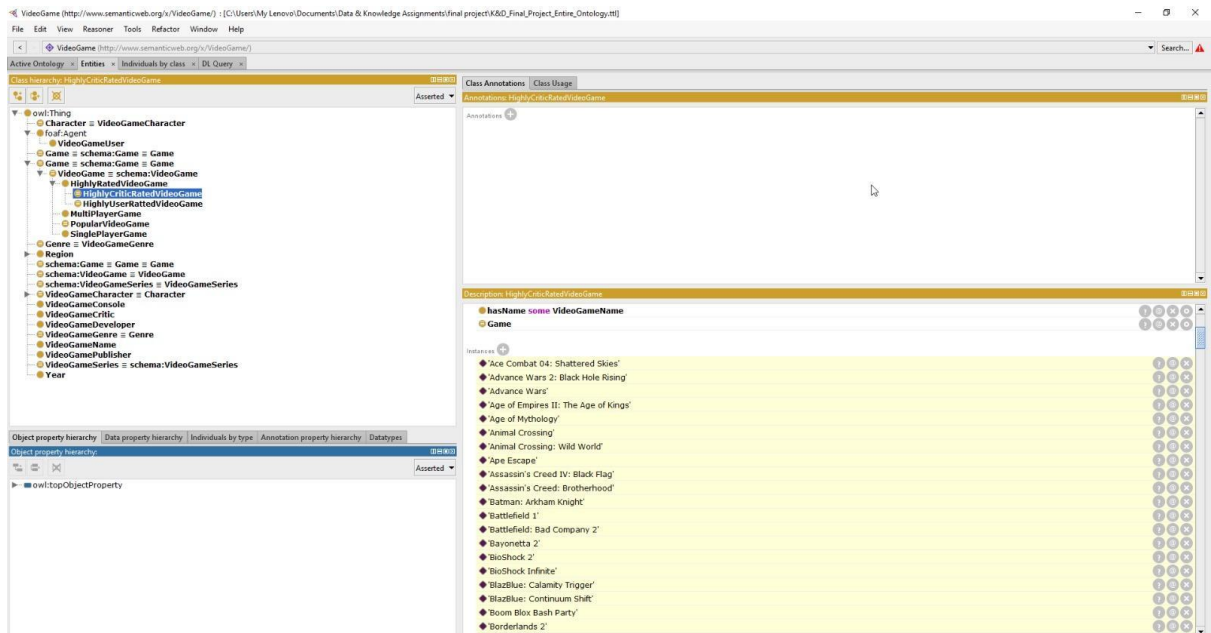 VideoGame (http://www.semanticweb.org/x/VideoGame/) : [C:\Users\My Lenovo\Documents\Data & Knowledge Assignments\final project\K&D_Final_Project_Entire_Ontology.ttl]
File Edit View Reasoner Tools Refactor Window Help
< VideoGame (http://www.semanticweb.org/x/VideoGame/) Search...
Active Ontology × Entities × Individuals by class × DL Query ×
Class hierarchy: HighlyCriticRatedVideoGame
Asserted
owl:Thing
Character ≡ VideoGameCharacter
foaf:Agent
VideoGameUser
Game ≡ schema:Game ≡ Game
Game ≡ schema:Game ≡ Game
VideoGame ≡ schema:VideoGame
HighlyRatedVideoGame
HighlyCriticRatedVideoGame
HighlyUserRattedVideoGame
MultiPlayerGame
PopularVideoGame
SinglePlayerGame
Genre ≡ VideoGameGenre
Region
schema:Game ≡ Game ≡ Game
schema:VideoGame ≡ VideoGame
schema:VideoGameSeries ≡ VideoGameSeries
VideoGameCharacter ≡ Character
VideoGameConsole
VideoGameCritic
VideoGameDeveloper
VideoGameGenre ≡ Genre
VideoGameName
VideoGamePublisher
VideoGameSeries ≡ schema:VideoGameSeries
Year
Object property hierarchy Data property hierarchy Individuals by type Annotation property hierarchy Datatypes
Object property hierarchy:
Asserted
owl:topObjectProperty
Class Annotations Class Usage
Annotations: HighlyCriticRatedVideoGame
Annotations
Description: HighlyCriticRatedVideoGame
hasName some VideoGameName
Game
Instances
'Ace Combat 04: Shattered Skies'
'Advance Wars 2: Black Hole Rising'
'Advance Wars'
'Age of Empires II: The Age of Kings'
'Age of Mythology'
'Animal Crossing'
'Animal Crossing: Wild World'
'Ape Escape'
'Assassin's Creed IV: Black Flag'
'Assassin's Creed: Brotherhood'
'Batman: Arkham Knight'
'Battlefield 1'
'Battlefield: Bad Company 2'
'Bayonetta 2'
'BioShock 2'
'BioShock Infinite'
'BlazBlue: Calamity Trigger'
'BlazBlue: Continuum Shift'
'Boom Blox Bash Party'
'Borderlands 2'